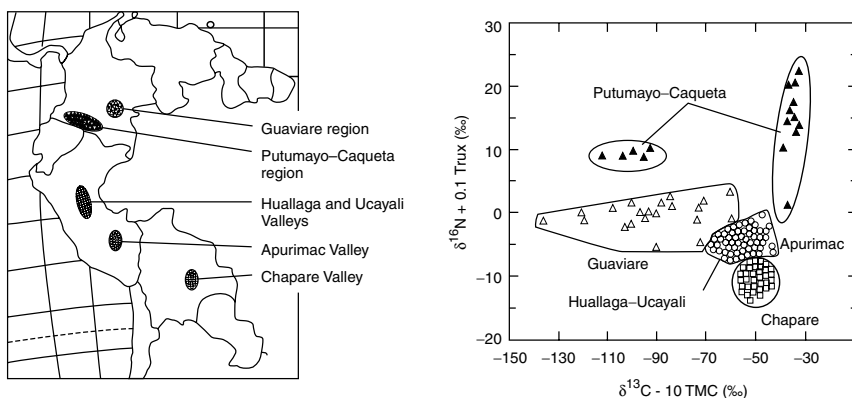 Guaviare region
Putumayo–Caqueta
region
Huallaga and Ucayali
Valleys
Apurimac Valley
Chapare Valley
δ¹⁶N + 0.1 Trux (‰)
30
20
10
0
−10
−20
Putumayo–Caqueta
Guaviare
Apurimac
Huallaga–Ucayali
Chapare
−150
−130
−110
−90
−70
−50
−30
δ¹³C - 10 TMC (‰)